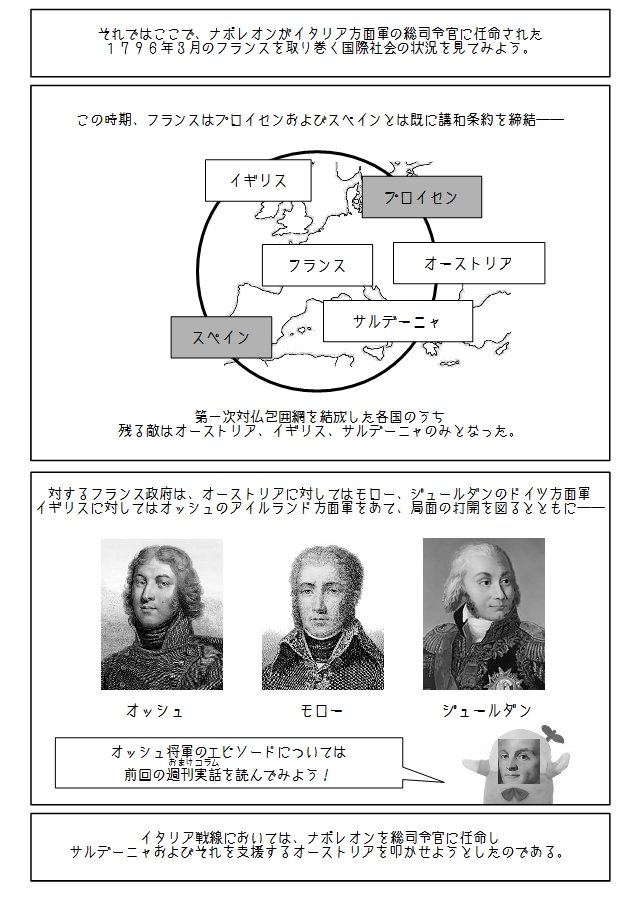 それではここで、ナポレオンがイタリア方面軍の総司令官に任命された
1796年3月のフランスを取り巻く国際社会の状況を見てみよう。
この時期、フランスはプロイセンおよびスペインとは既に講和条約を締結――
イギリス
プロイセン
フランス
オーストリア
サルデーニャ
スペイン
第一次対仏包囲網を結成した各国のうち
残る敵はオーストリア、イギリス、サルデーニャのみとなった。
対するフランス政府は、オーストリアに対してはモロー、ジュールダンのドイツ方面軍
イギリスに対してはオッシュのアイルランド方面軍をあて、局面の打開を図るとともに――
オッシュ
モロー
ジュールダン
オッシュ将軍のエピソードについては
おまけコラム
前回の週刊実話を読んでみよう!
イタリア戦線においては、ナポレオンを総司令官に任命し
サルデーニャおよびそれを支援するオーストリアを叩かせようとしたのである。